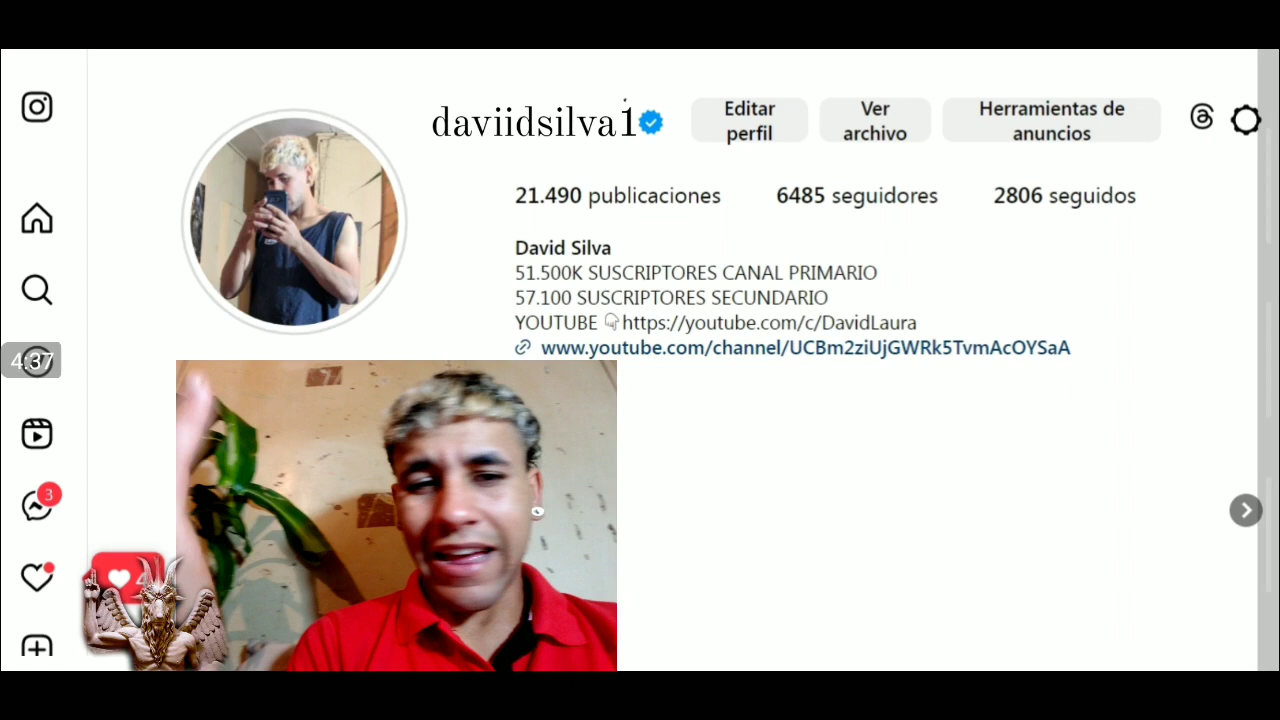 daviidsilva1
Editar perfil
Ver archivo
Herramientas de anuncios
21.490 publicaciones 6485 seguidores 2806 seguidos
David Silva
51.500K SUSCRIPTORES CANAL PRIMARIO
57.100 SUSCRIPTORES SECUNDARIO
YOUTUBE 👇https://youtube.com/c/DavidLaura
www.youtube.com/channel/UCBm2ziUjGWRk5TvmAcOYSaA
4:37
3